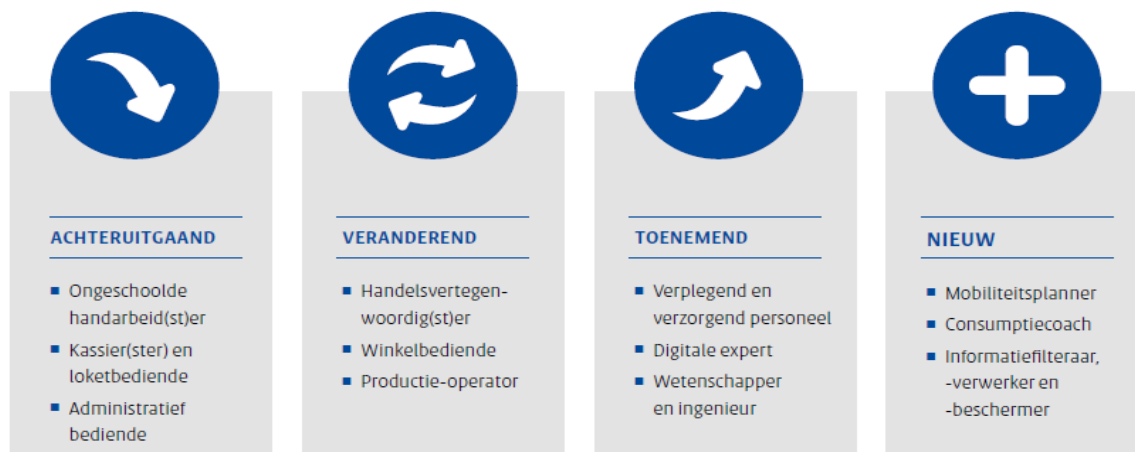 ACHTERUITGAAND
■ Ongeschoolde
handarbeid(st)er
■ Kassier(ster) en
loketbediende
■ Administratief
bediende
VERANDEREND
■ Handelsvertegen-
woordig(st)er
■ Winkelbediende
■ Productie-operator
TOENEMEND
■ Verplegend en
verzorgend personeel
■ Digitale expert
■ Wetenschapper
en ingenieur
NIEUW
■ Mobiliteitsplanner
■ Consumptiecoach
■ Informatiefilteraar,
-verwerker en
-beschermer